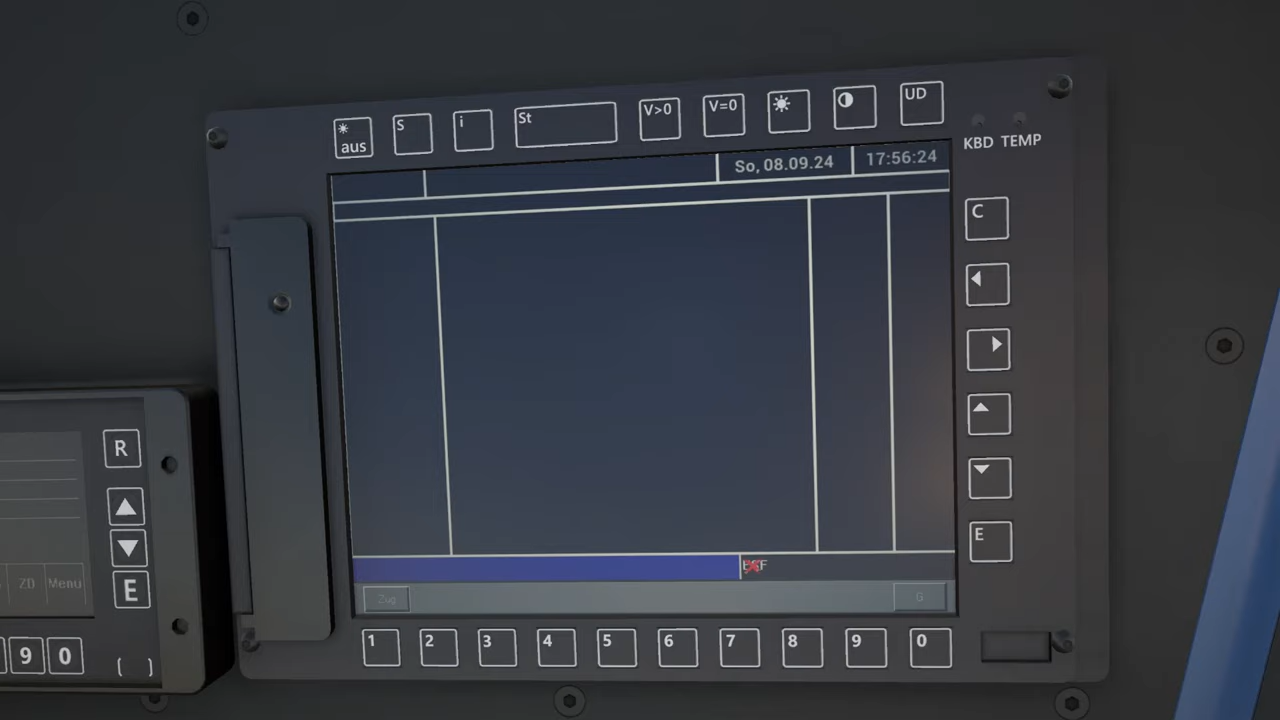 aus
S
i
St
V>0
V=0
UD
KBD TEMP
So, 08.09.24
17:56:24
C
E
R
E
ZD
Menu
Zug
G
1 2 3 4 5 6 7 8 9 0
9 0
( )